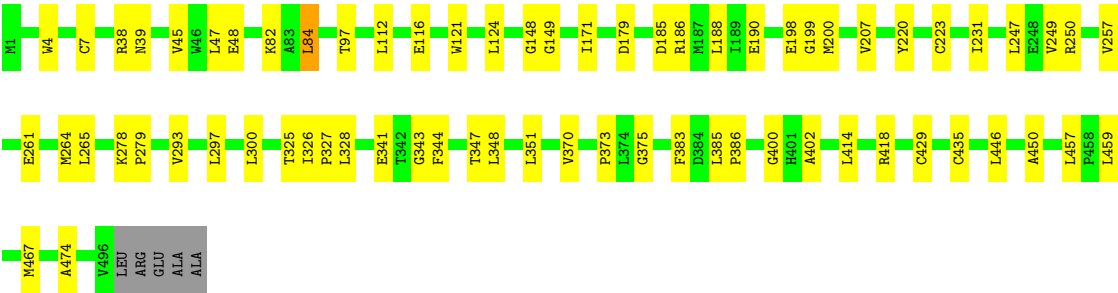 M1 W4 C7 R38 N39 V45 W46 L47 E48 K82 A83 L84 T97 L112 E116 W121 L124 G148 G149 I171 D179 D185 R186 M187 L188 I189 E190 E198 G199 M200 V207 Y220 C223 I231 L247 E248 V249 R250 V257
E261 M264 L265 K278 P279 V293 L297 L300 T325 I326 P327 L328 E341 T342 G343 F344 T347 L348 L351 V370 P373 L374 G375 F383 D384 L385 P386 G400 H401 A402 L414 R418 C429 C435 L446 A450 L457 P458 L459
M467 A474 V496 LEU ARG GLU ALA ALA